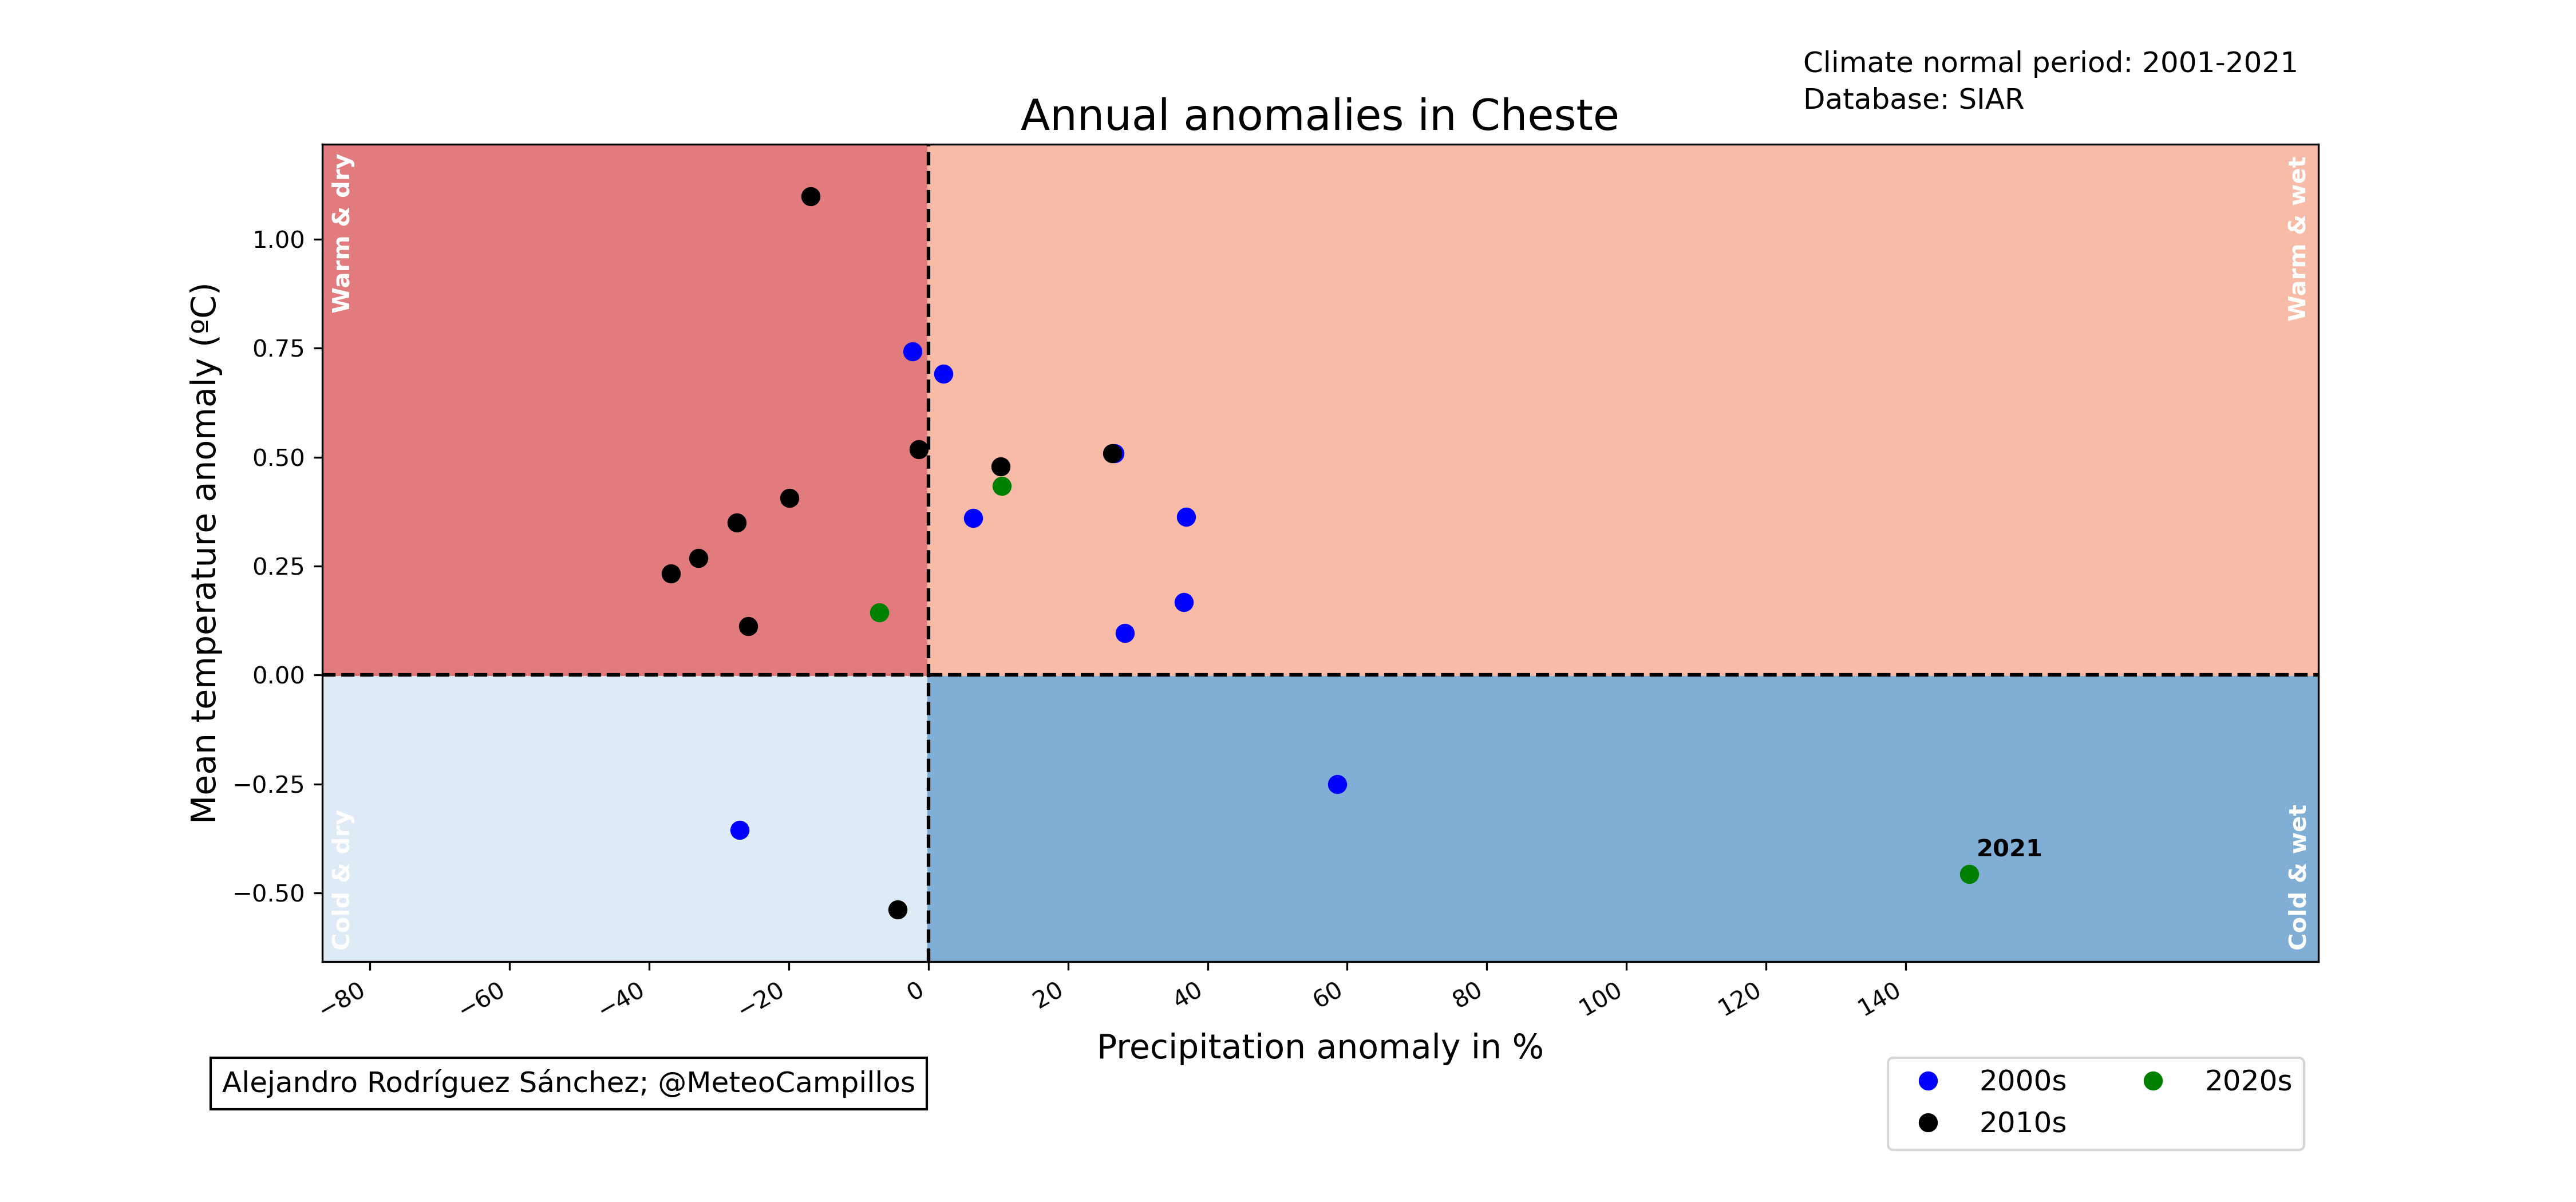 Climate normal period: 2001-2021
Database: SIAR
Annual anomalies in Cheste
Warm & dry
Warm & wet
Mean temperature anomaly (ºC)
1.00
0.75
0.50
0.25
0.00
−0.25
−0.50
Cold & dry
2021
Cold & wet
−80
−60
−40
−20
0
20
40
60
80
100
120
140
Precipitation anomaly in %
Alejandro Rodríguez Sánchez; @MeteoCampillos
2000s
2010s
2020s